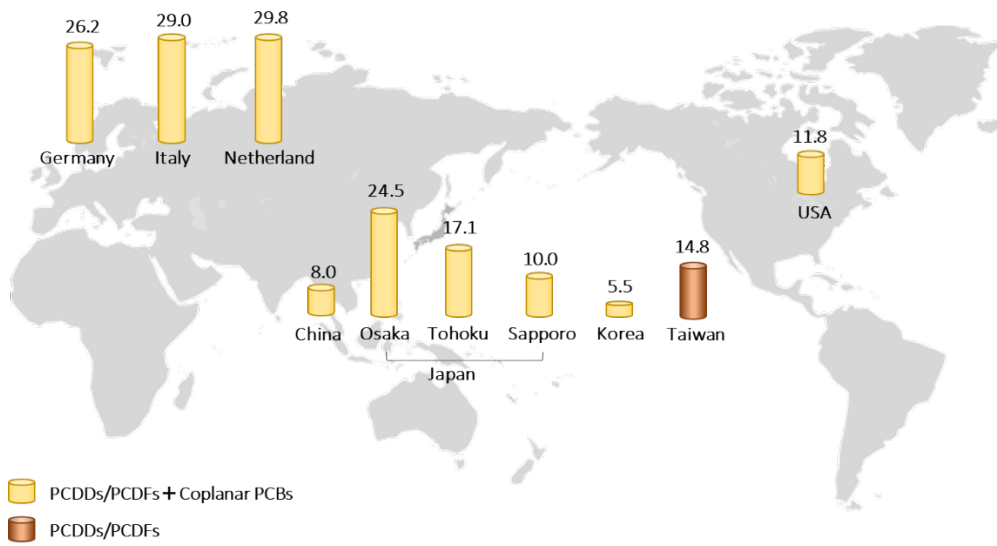 26.2
29.0
29.8
Germany
Italy
Netherland
11.8
USA
24.5
17.1
14.8
8.0
10.0
5.5
China
Osaka
Tohoku
Sapporo
Korea
Taiwan
Japan
PCDDs/PCDFs+Coplanar PCBs
PCDDs/PCDFs